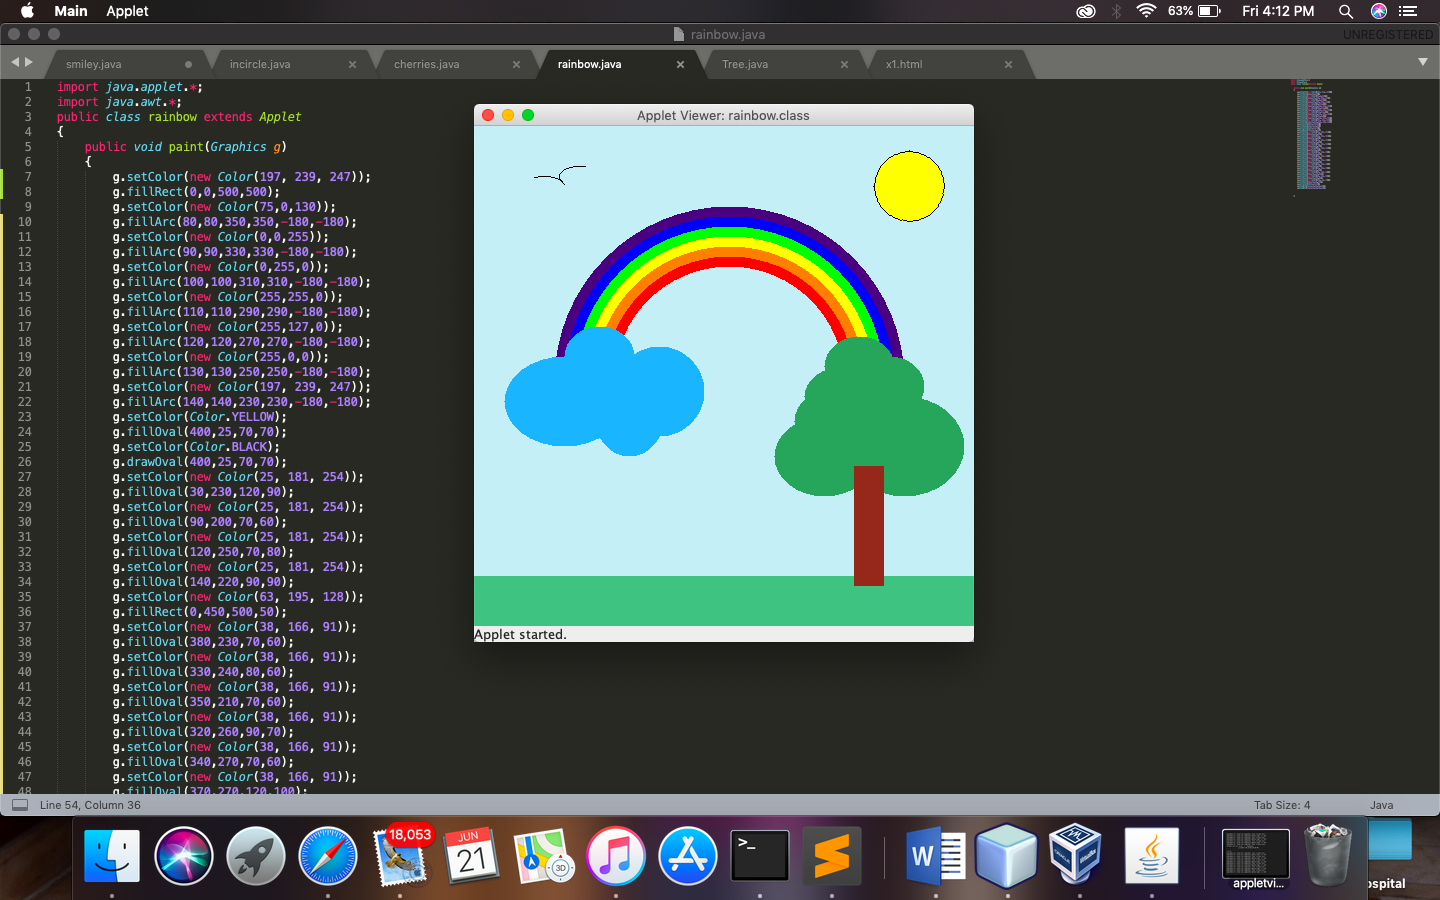 Main Applet 63% Fri 4:12 PM
rainbow.java UNREGISTERED
smiley.java incircle.java cherries.java rainbow.java Tree.java x1.html
1 import java.applet.*;
2 import java.awt.*;
3 public class rainbow extends Applet
4 {
5 public void paint(Graphics g)
6 {
7 g.setColor(new Color(197, 239, 247));
8 g.fillRect(0,0,500,500);
9 g.setColor(new Color(75,0,130));
10 g.fillArc(80,80,350,350,-180,-180);
11 g.setColor(new Color(0,0,255));
12 g.fillArc(90,90,330,330,-180,-180);
13 g.setColor(new Color(0,255,0));
14 g.fillArc(100,100,310,310,-180,-180);
15 g.setColor(new Color(255,255,0));
16 g.fillArc(110,110,290,290,-180,-180);
17 g.setColor(new Color(255,127,0));
18 g.fillArc(120,120,270,270,-180,-180);
19 g.setColor(new Color(255,0,0));
20 g.fillArc(130,130,250,250,-180,-180);
21 g.setColor(new Color(197, 239, 247));
22 g.fillArc(140,140,230,230,-180,-180);
23 g.setColor(Color.YELLOW);
24 g.fillOval(400,25,70,70);
25 g.setColor(Color.BLACK);
26 g.drawOval(400,25,70,70);
27 g.setColor(new Color(25, 181, 254));
28 g.fillOval(30,230,120,90);
29 g.setColor(new Color(25, 181, 254));
30 g.fillOval(90,200,70,60);
31 g.setColor(new Color(25, 181, 254));
32 g.fillOval(120,250,70,80);
33 g.setColor(new Color(25, 181, 254));
34 g.fillOval(140,220,90,90);
35 g.setColor(new Color(63, 195, 128));
36 g.fillRect(0,450,500,50);
37 g.setColor(new Color(38, 166, 91));
38 g.fillOval(380,230,70,60);
39 g.setColor(new Color(38, 166, 91));
40 g.fillOval(330,240,80,60);
41 g.setColor(new Color(38, 166, 91));
42 g.fillOval(350,210,70,60);
43 g.setColor(new Color(38, 166, 91));
44 g.fillOval(320,260,90,70);
45 g.setColor(new Color(38, 166, 91));
46 g.fillOval(340,270,70,60);
47 g.setColor(new Color(38, 166, 91));
48 g.fillOval(370,270,120,100);
Applet Viewer: rainbow.class
Applet started.
Line 54, Column 36 Tab Size: 4 Java
18,053
JUN
21
3D
>_
W
appletvi...
ospital